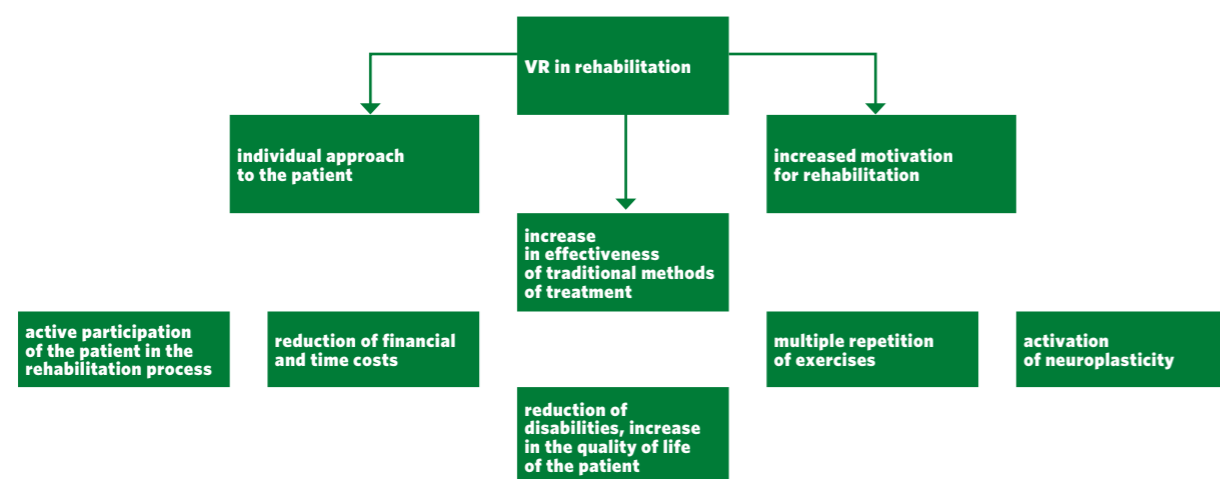 VR in rehabilitation
individual approach
to the patient
increased motivation
for rehabilitation
increase
in effectiveness
of traditional methods
of treatment
active participation
of the patient in the
rehabilitation process
reduction of financial
and time costs
multiple repetition
of exercises
activation
of neuroplasticity
reduction of
disabilities, increase
in the quality of life
of the patient